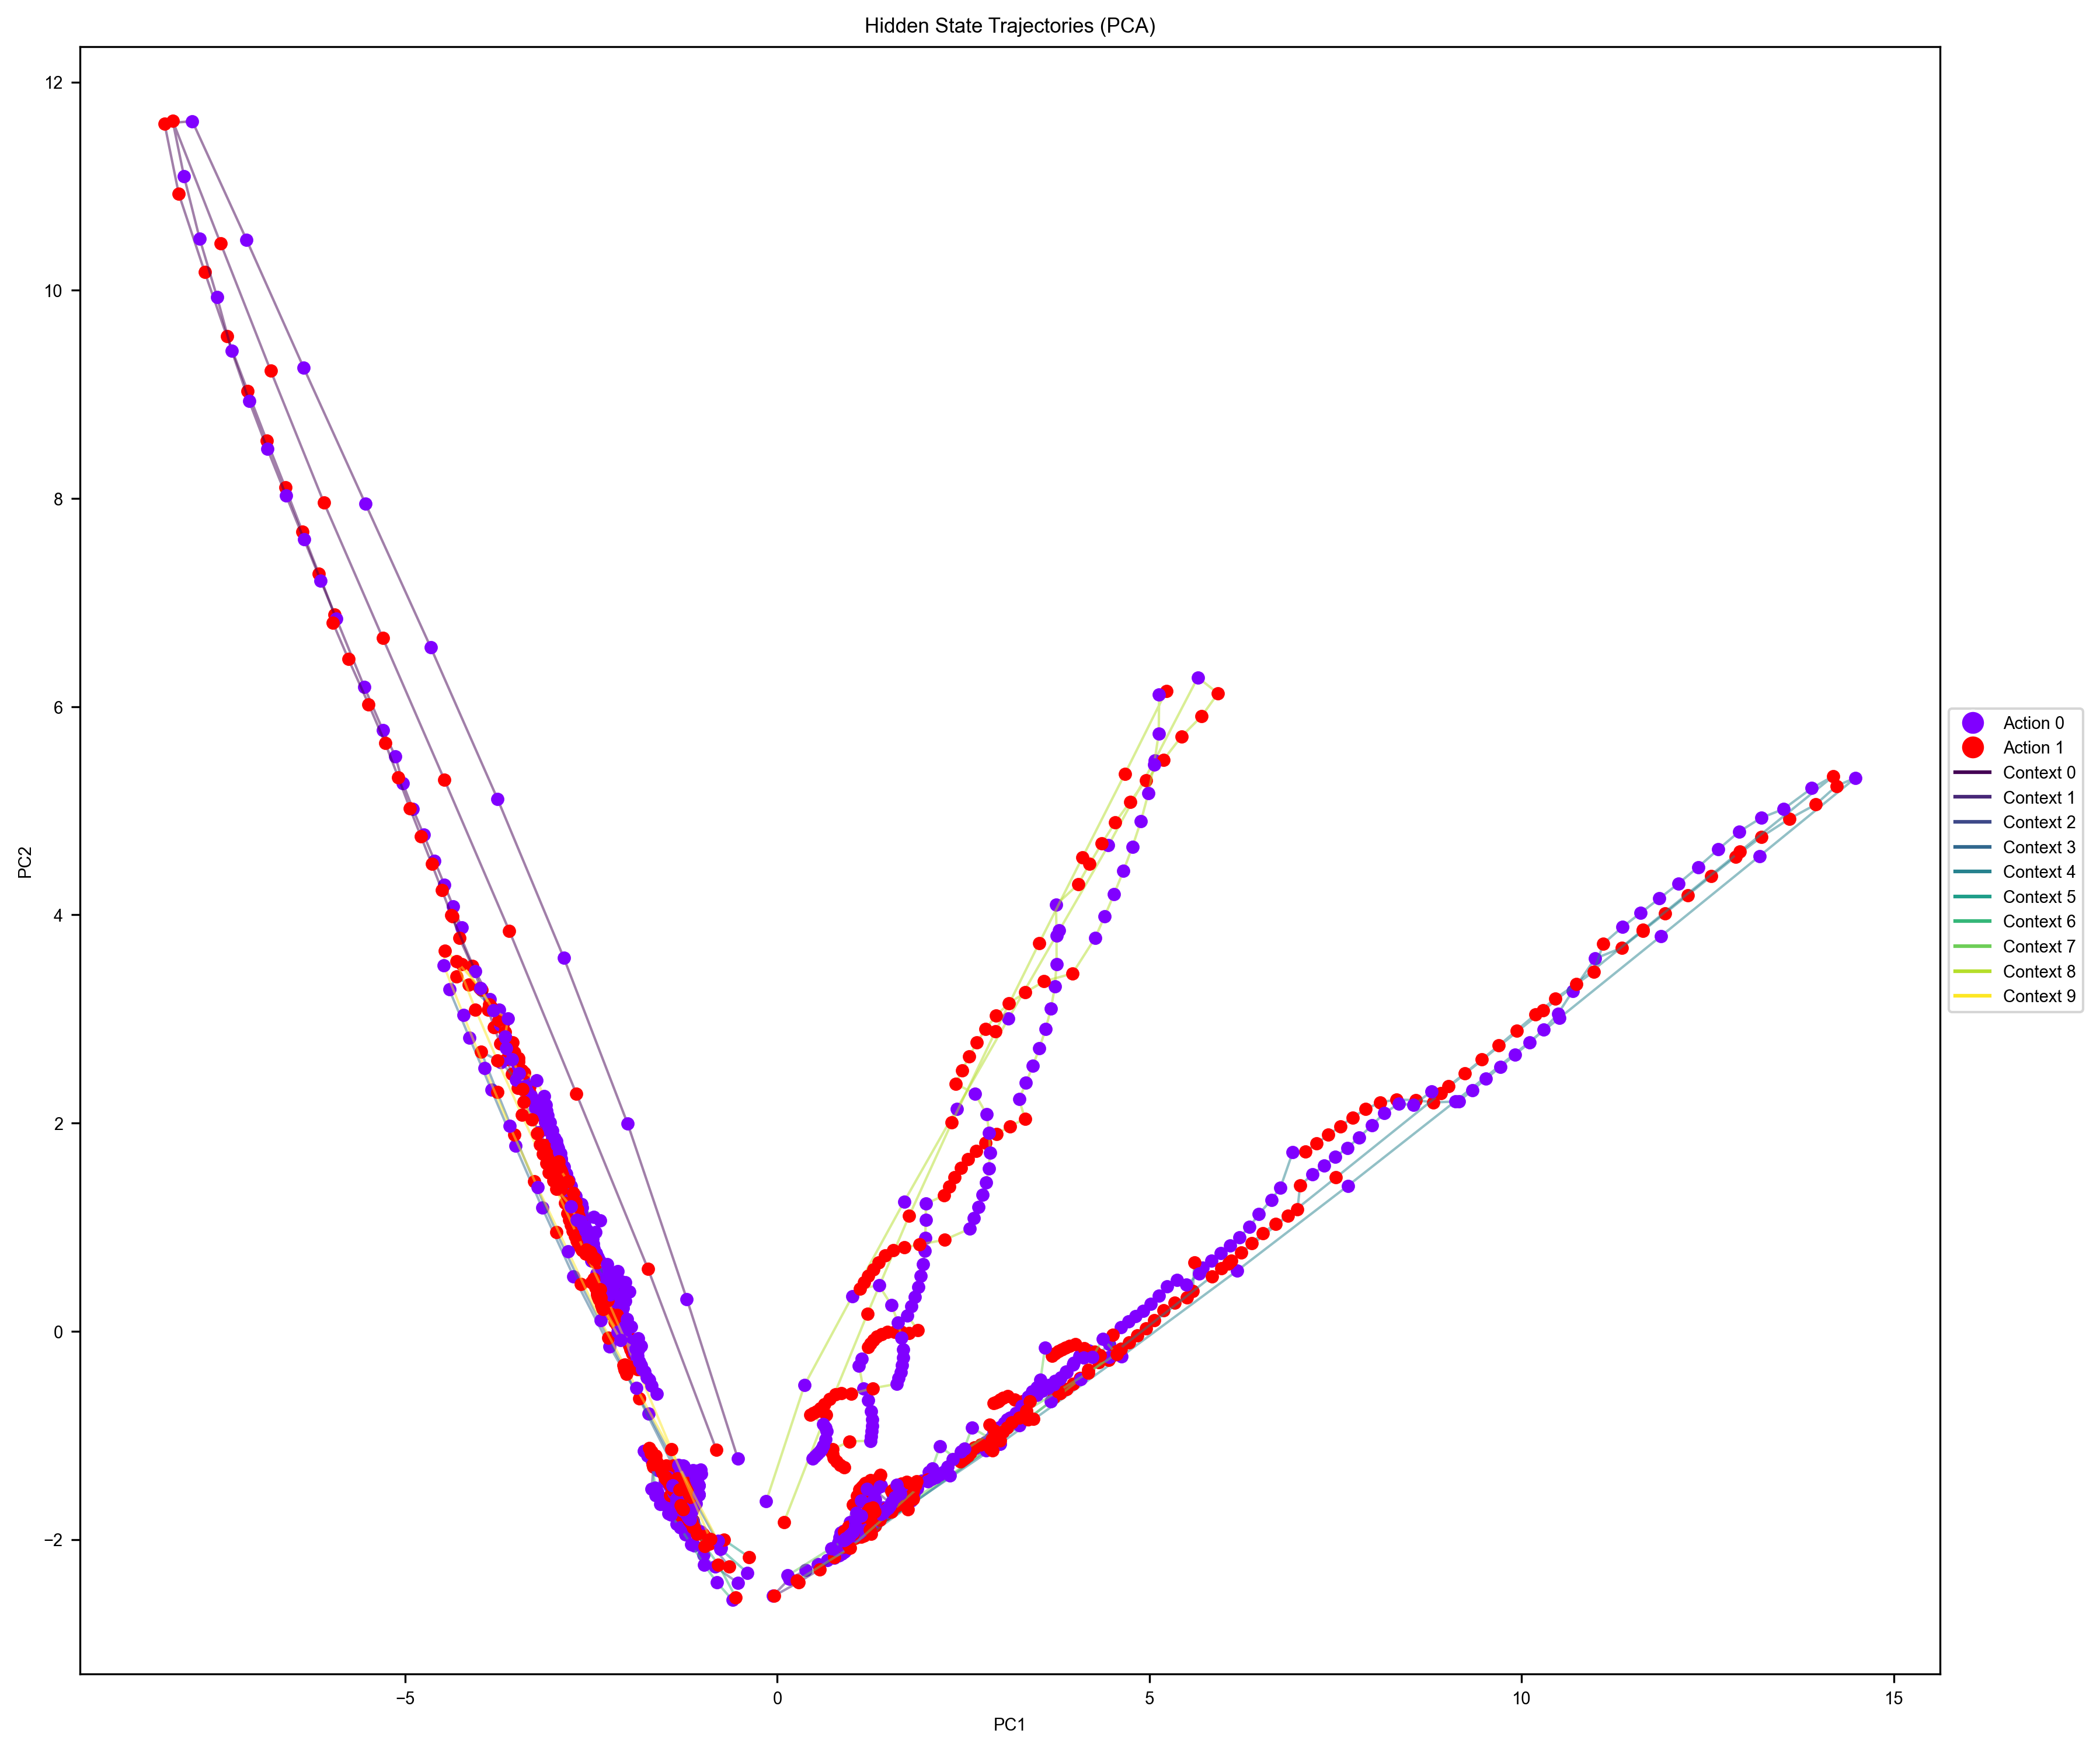 Hidden State Trajectories (PCA)
12
10
8
6
4
2
0
−2
PC2
−5
0
5
10
15
PC1
Action 0
Action 1
Context 0
Context 1
Context 2
Context 3
Context 4
Context 5
Context 6
Context 7
Context 8
Context 9